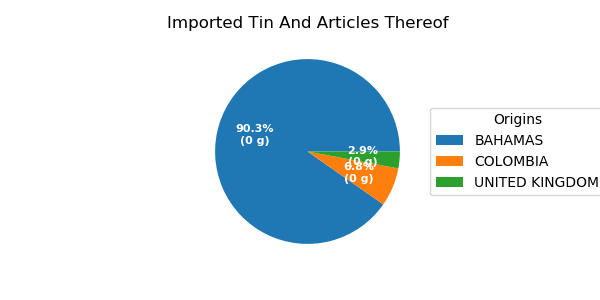 Imported Tin And Articles Thereof
90.3%
(0 g)
2.9%
(0 g)
6.8%
(0 g)
Origins
BAHAMAS
COLOMBIA
UNITED KINGDOM